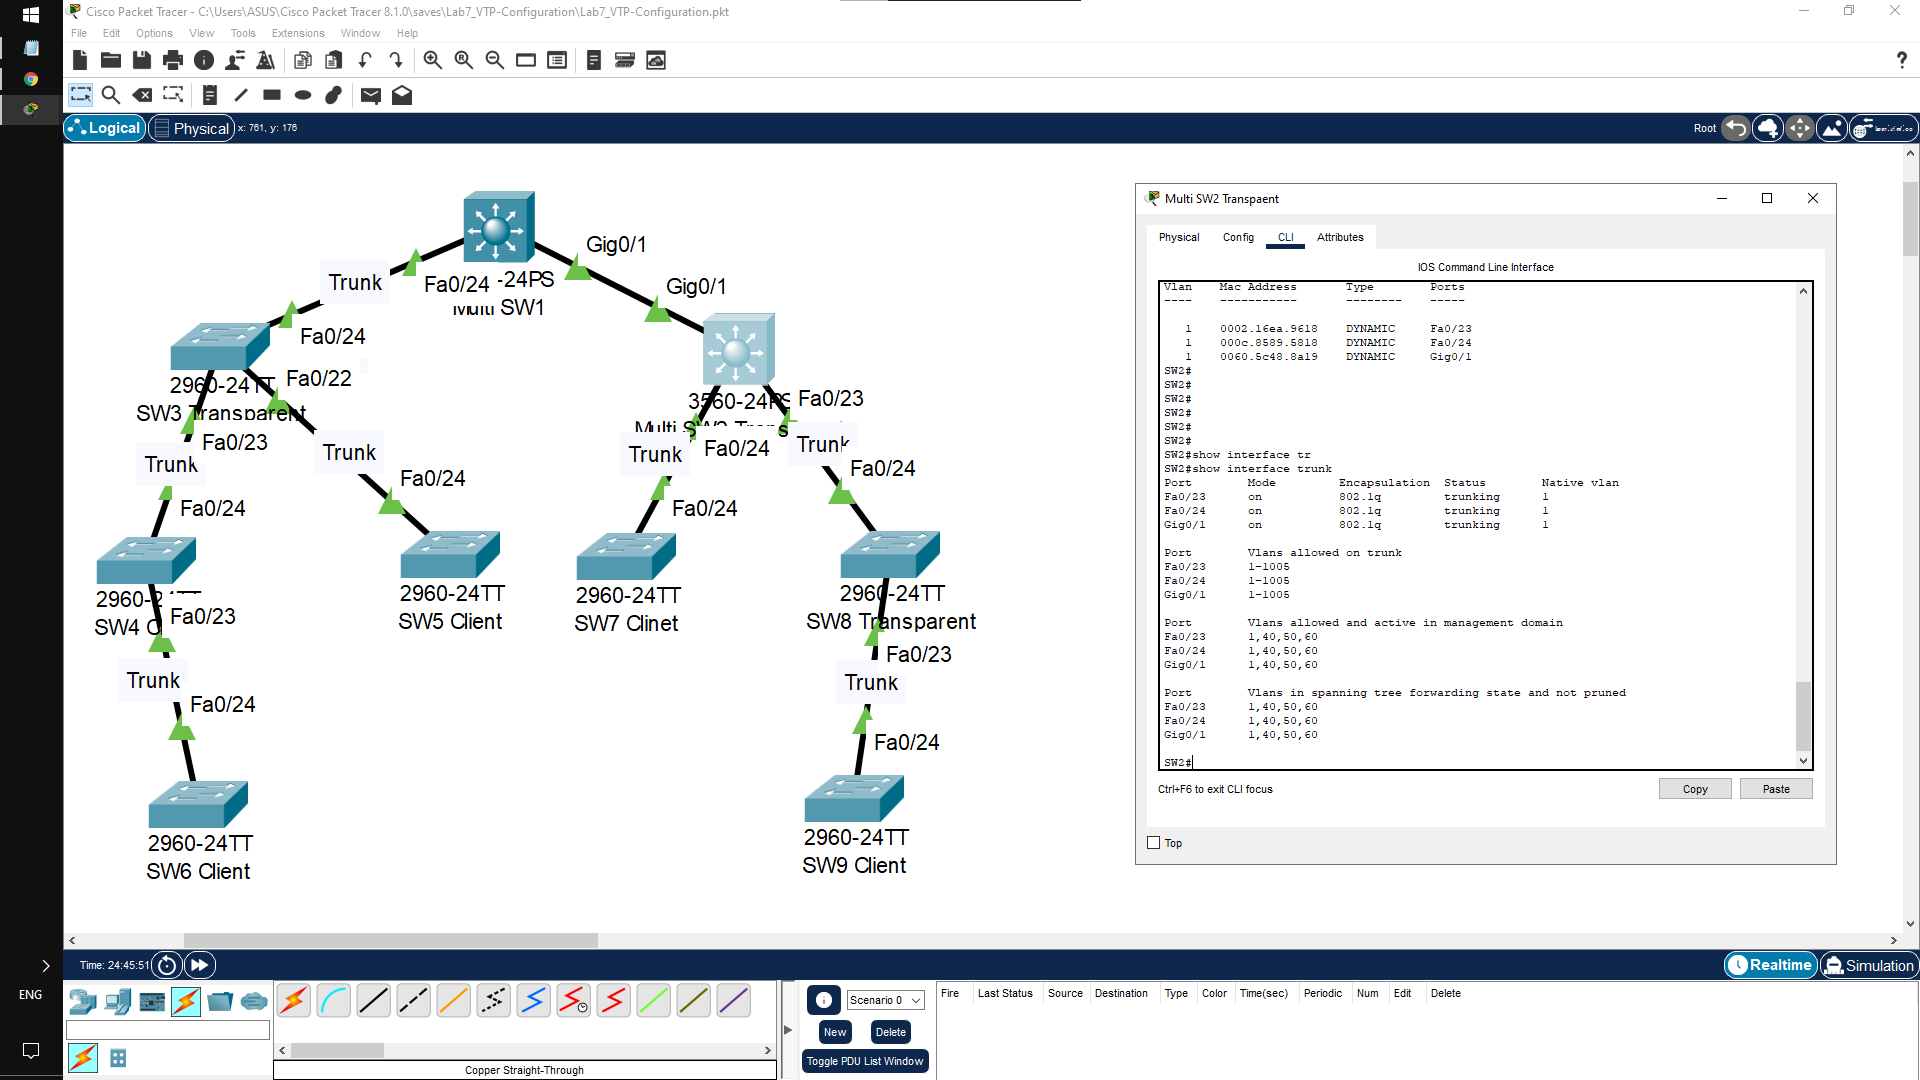 Cisco Packet Tracer - C:\Users\ASUS\Cisco Packet Tracer 8.1.0\saves\Lab7_VTP-Configuration\Lab7_VTP-Configuration.pkt
File Edit Options View Tools Extensions Window Help
Logical Physical x: 761, y: 176
Root
Gig0/1
Trunk
Fa0/24 -24PS
Multi SW1
Gig0/1
Fa0/24
2960-24TT
Fa0/22
SW3 Transparent
3560-24PS
Fa0/23
Multi SW2 Trans
Fa0/23
Trunk
Trunk
Trunk
Fa0/24
Trunk
Fa0/24
Fa0/24
Fa0/24
Fa0/24
2960-2
SW4 C
Fa0/23
2960-24TT
SW5 Client
2960-24TT
SW7 Clinet
2960-24TT
SW8 Transparent
Fa0/23
Trunk
Trunk
Fa0/24
Fa0/24
2960-24TT
SW6 Client
2960-24TT
SW9 Client
Multi SW2 Transpaent
Physical Config CLI Attributes
IOS Command Line Interface
Vlan Mac Address Type Ports
---- ----------- -------- -----
1 0002.16ea.9618 DYNAMIC Fa0/23
1 000c.8589.5818 DYNAMIC Fa0/24
1 0060.5c48.8a19 DYNAMIC Gig0/1
SW2#
SW2#
SW2#
SW2#
SW2#
SW2#
SW2#show interface tr
SW2#show interface trunk
Port Mode Encapsulation Status Native vlan
Fa0/23 on 802.1q trunking 1
Fa0/24 on 802.1q trunking 1
Gig0/1 on 802.1q trunking 1
Port Vlans allowed on trunk
Fa0/23 1-1005
Fa0/24 1-1005
Gig0/1 1-1005
Port Vlans allowed and active in management domain
Fa0/23 1,40,50,60
Fa0/24 1,40,50,60
Gig0/1 1,40,50,60
Port Vlans in spanning tree forwarding state and not pruned
Fa0/23 1,40,50,60
Fa0/24 1,40,50,60
Gig0/1 1,40,50,60
SW2#
Ctrl+F6 to exit CLI focus
Copy Paste
Top
Time: 24:45:51
Realtime Simulation
ENG
Scenario 0
New Delete
Toggle PDU List Window
Fire Last Status Source Destination Type Color Time(sec) Periodic Num Edit Delete
Copper Straight-Through